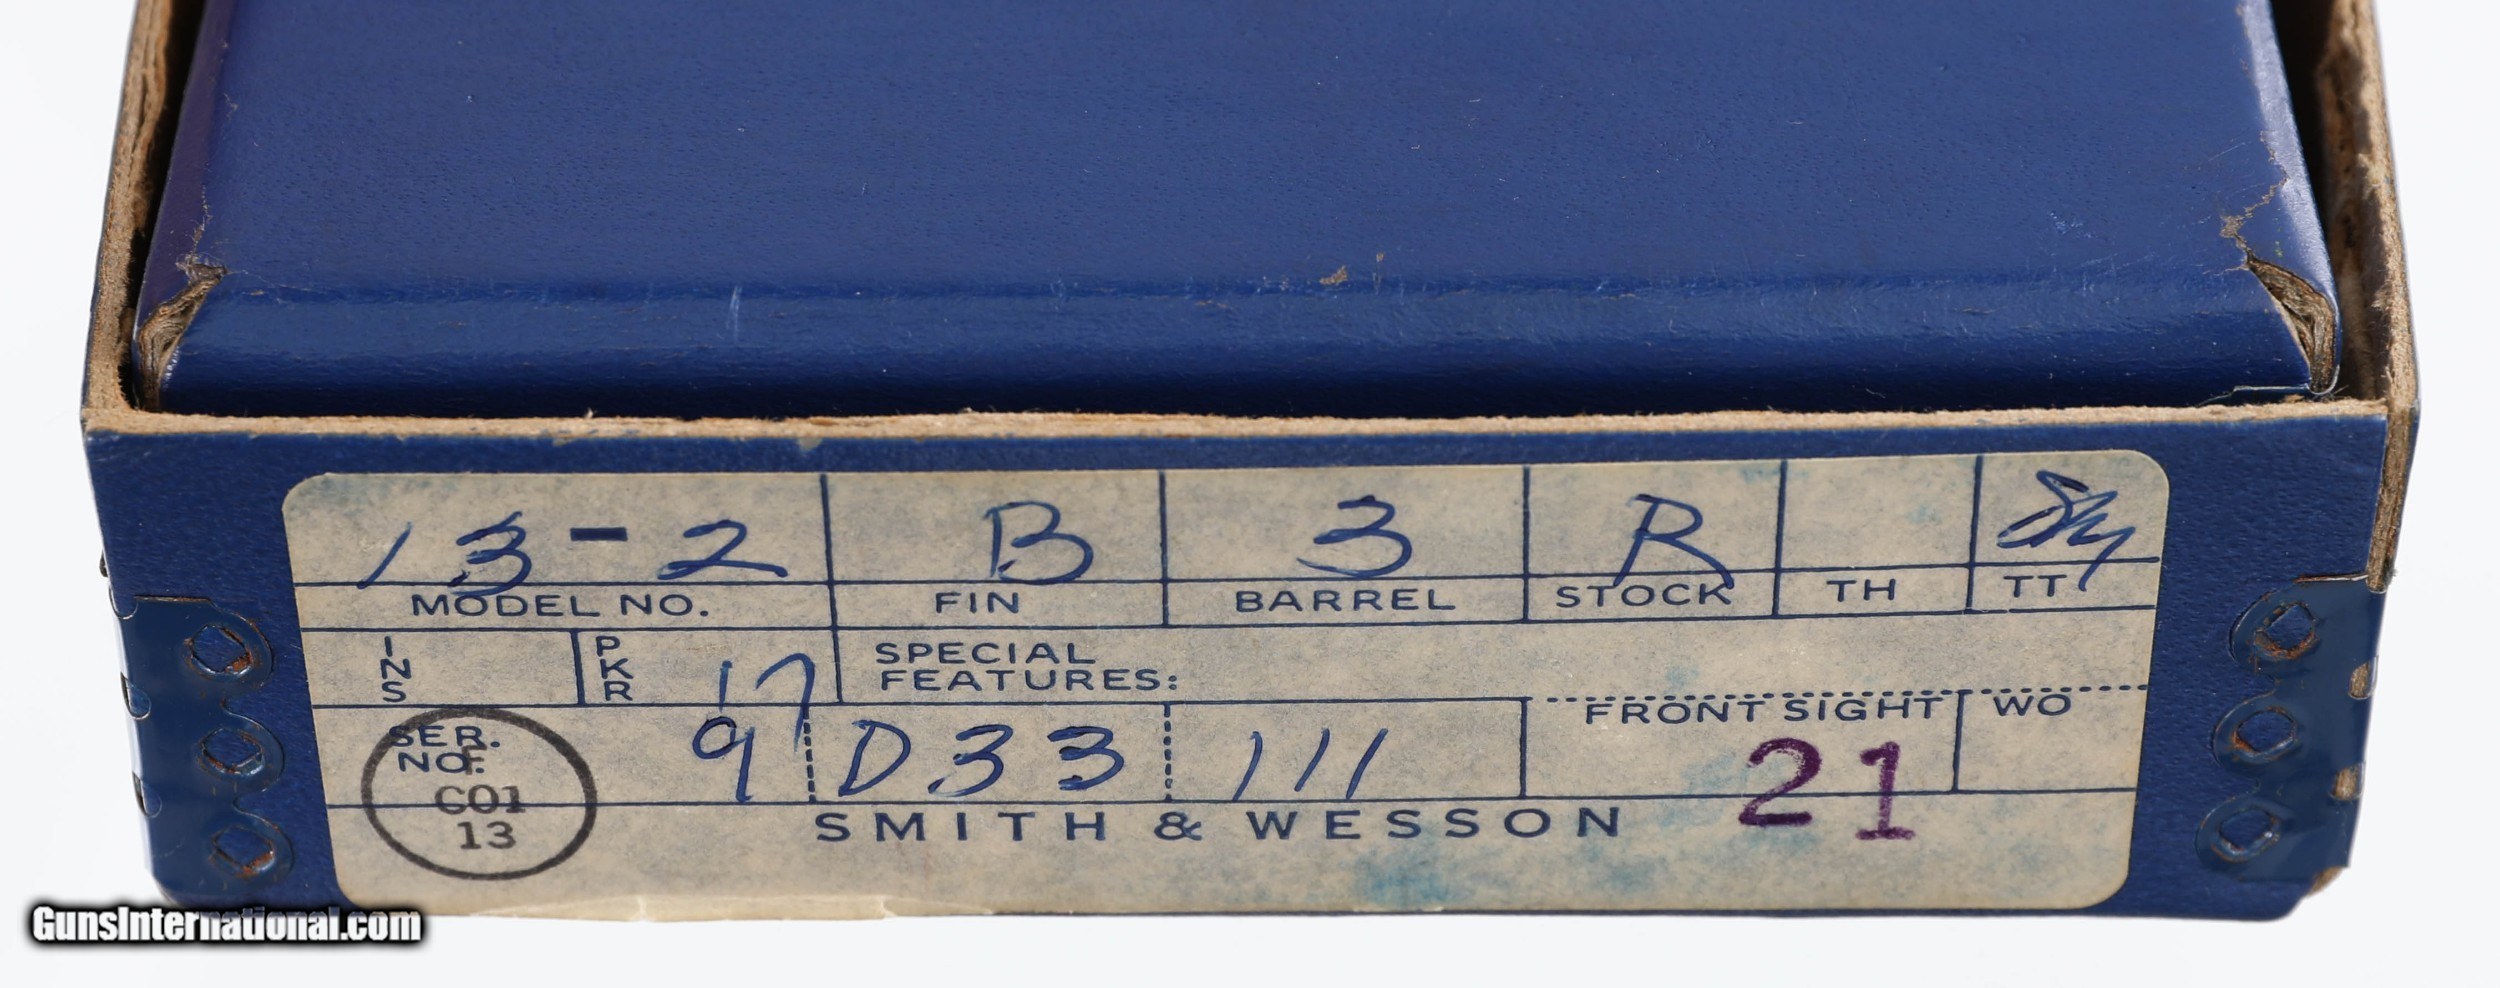 13-2 B 3 R
MODEL NO. FIN BARREL STOCK TH TT
INS PKR 17 SPECIAL
FEATURES:
SER.
NO. 9 D33 111 FRONT SIGHT WO
21
F
CO1
13
SMITH & WESSON
GunsInternational.com